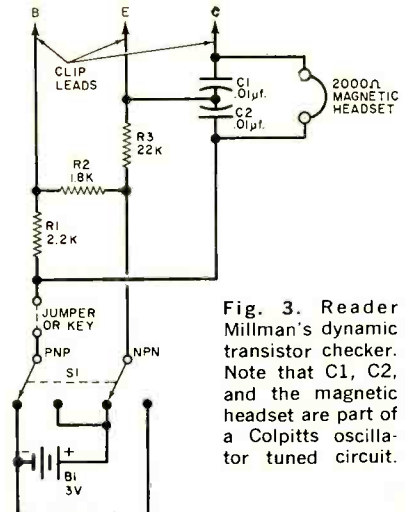 B E C
CLIP
LEADS
C1
.01µf.
C2
.01µf.
2000Ω
MAGNETIC
HEADSET
R3
22K
R2
1.8K
R1
2.2K
JUMPER
OR KEY
PNP
S1
NPN
- +
B1
3V
Fig. 3. Reader
Millman's dynamic
transistor checker.
Note that C1, C2,
and the magnetic
headset are part of
a Colpitts oscilla-
tor tuned circuit.